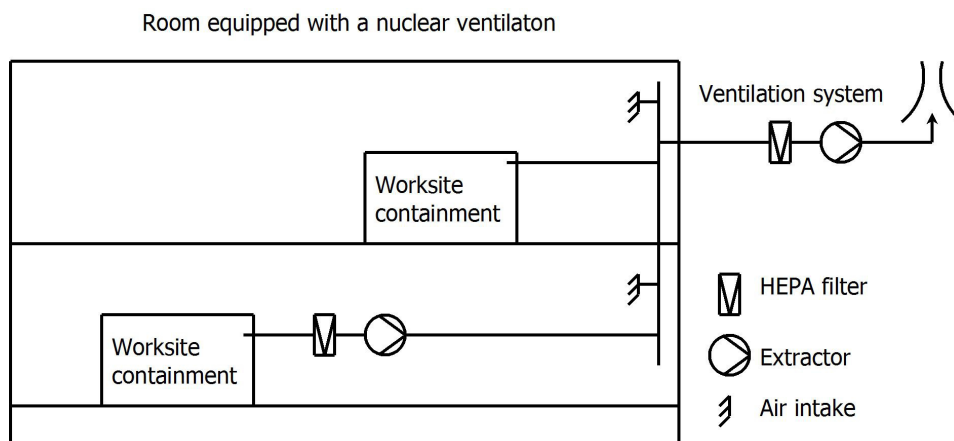 Room equipped with a nuclear ventilaton
Ventilation system
Worksite
containment
HEPA filter
Worksite
containment
Extractor
Air intake